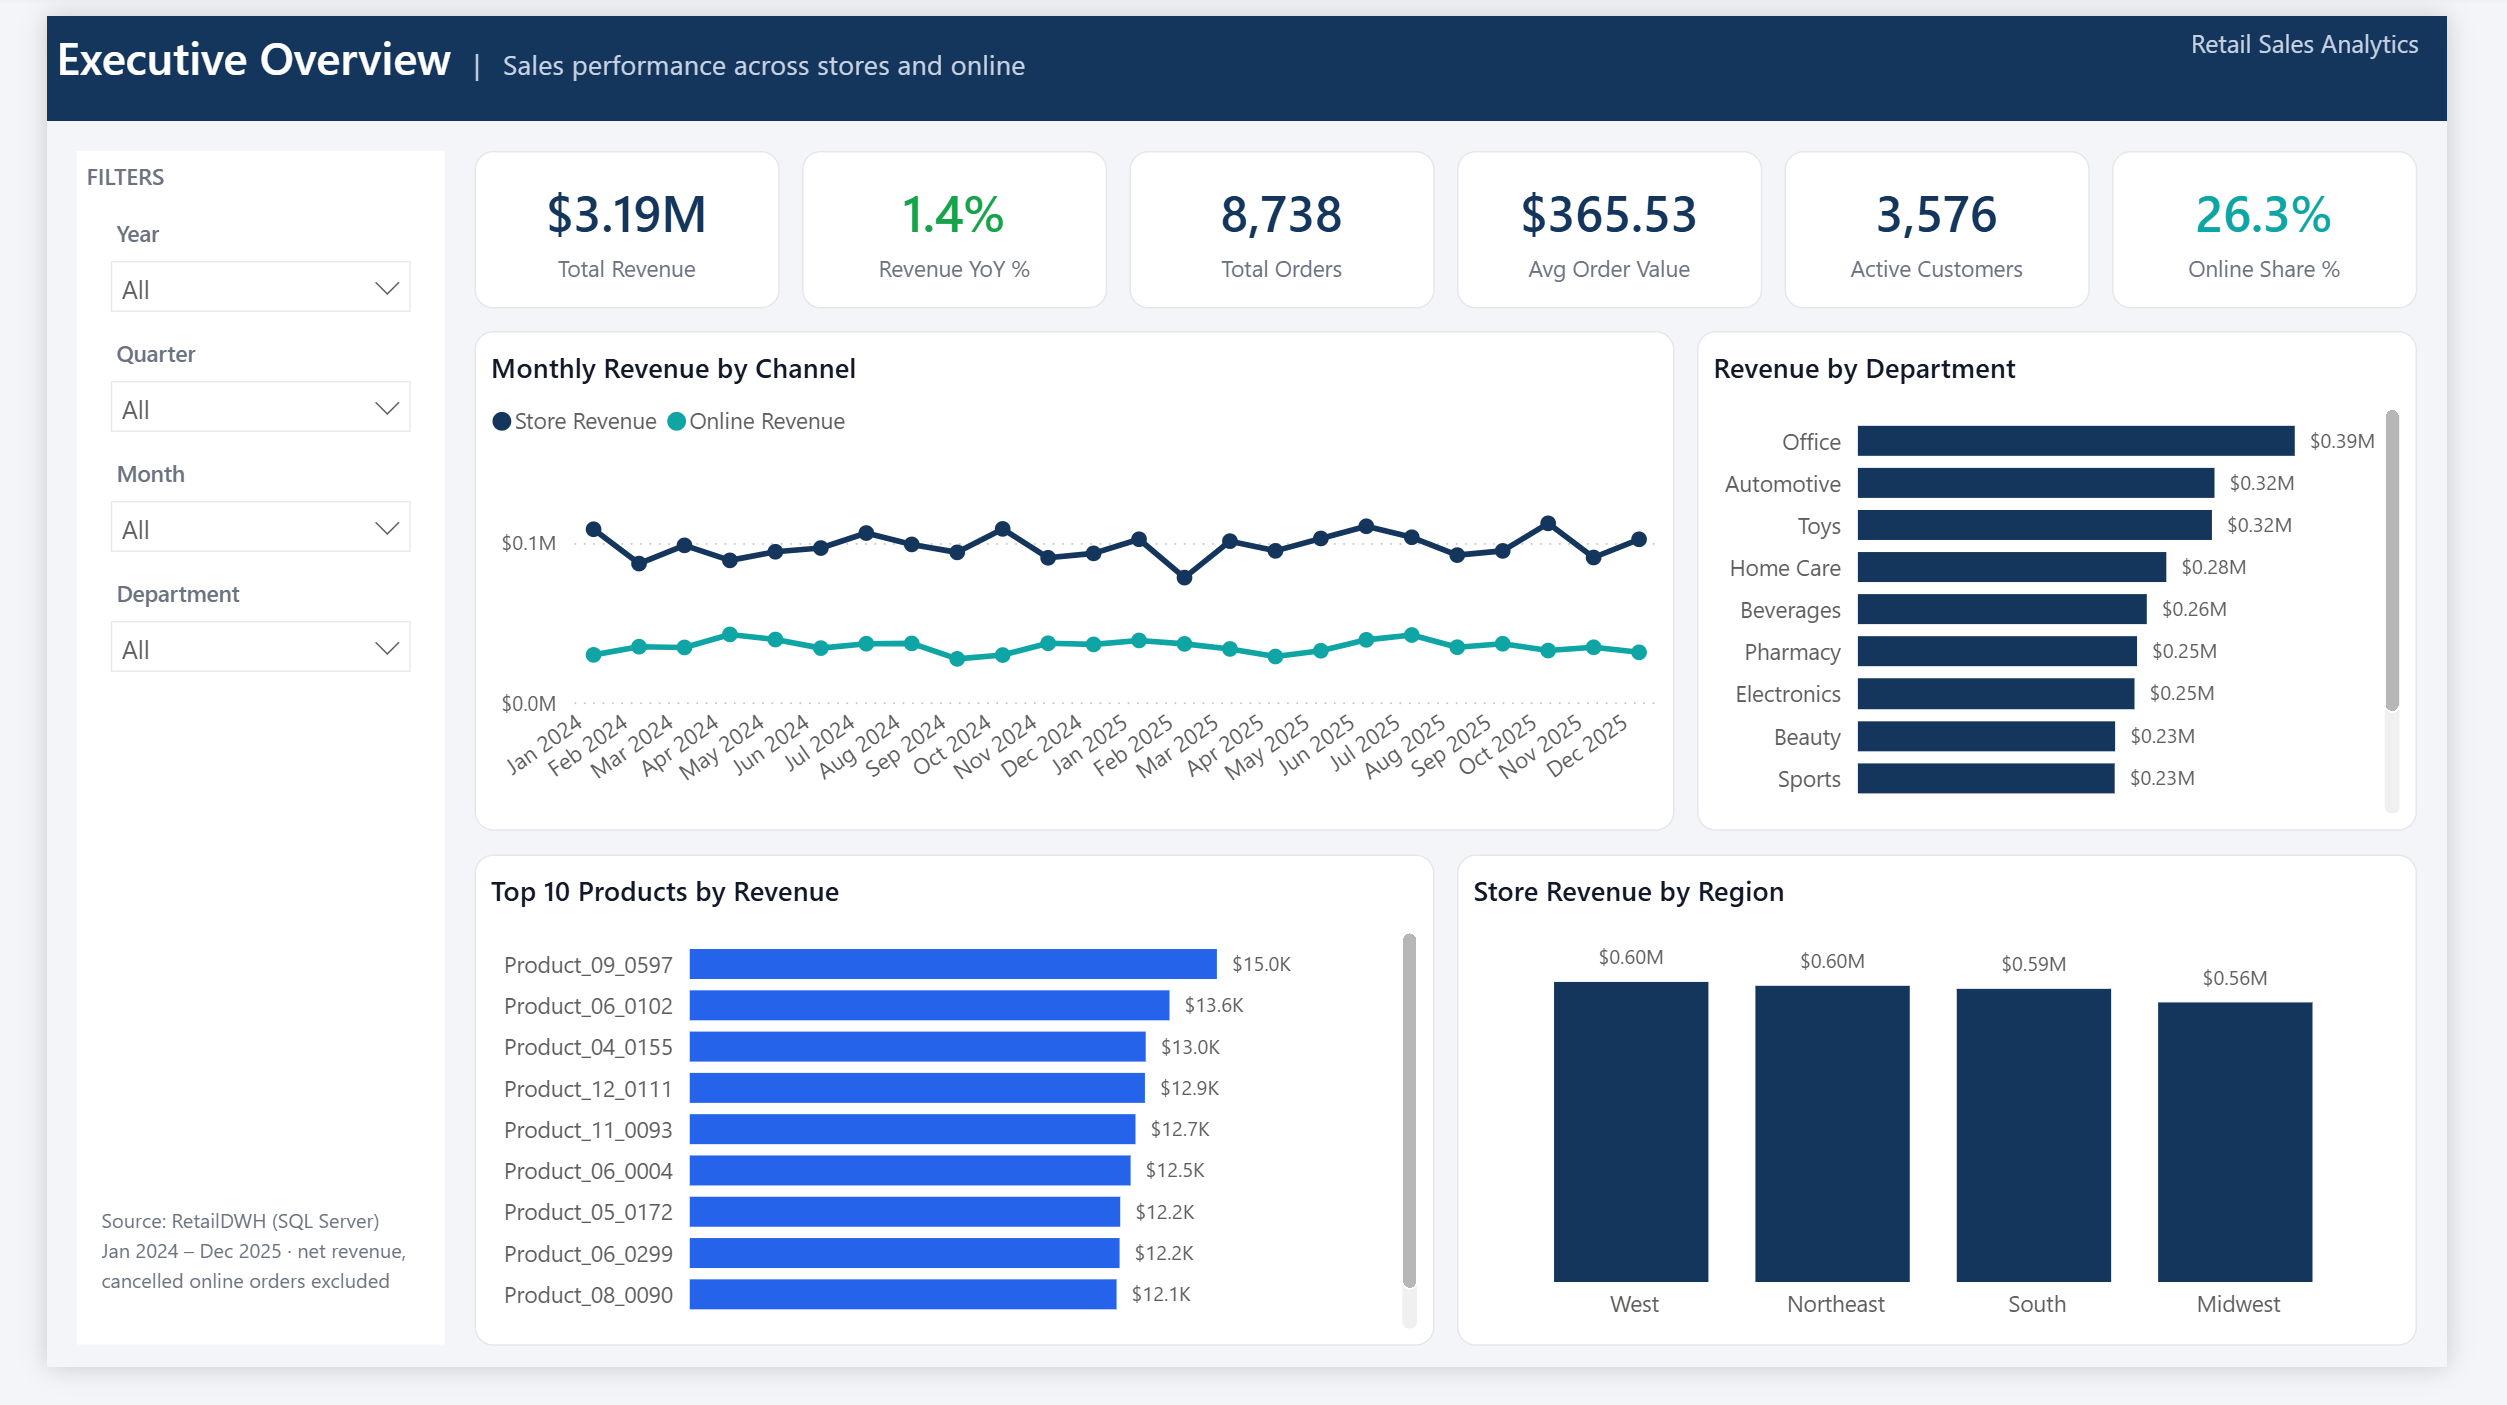 Executive Overview | Sales performance across stores and online
Retail Sales Analytics
FILTERS
Year
All
Quarter
All
Month
All
Department
All
Source: RetailDWH (SQL Server)
Jan 2024 – Dec 2025 · net revenue,
cancelled online orders excluded
$3.19M
Total Revenue
1.4%
Revenue YoY %
8,738
Total Orders
$365.53
Avg Order Value
3,576
Active Customers
26.3%
Online Share %
Monthly Revenue by Channel
Store Revenue Online Revenue
$0.1M
$0.0M
Jan 2024
Feb 2024
Mar 2024
Apr 2024
May 2024
Jun 2024
Jul 2024
Aug 2024
Sep 2024
Oct 2024
Nov 2024
Dec 2024
Jan 2025
Feb 2025
Mar 2025
Apr 2025
May 2025
Jun 2025
Jul 2025
Aug 2025
Sep 2025
Oct 2025
Nov 2025
Dec 2025
Revenue by Department
Office $0.39M
Automotive $0.32M
Toys $0.32M
Home Care $0.28M
Beverages $0.26M
Pharmacy $0.25M
Electronics $0.25M
Beauty $0.23M
Sports $0.23M
Top 10 Products by Revenue
Product_09_0597 $15.0K
Product_06_0102 $13.6K
Product_04_0155 $13.0K
Product_12_0111 $12.9K
Product_11_0093 $12.7K
Product_06_0004 $12.5K
Product_05_0172 $12.2K
Product_06_0299 $12.2K
Product_08_0090 $12.1K
Store Revenue by Region
$0.60M $0.60M $0.59M $0.56M
West Northeast South Midwest